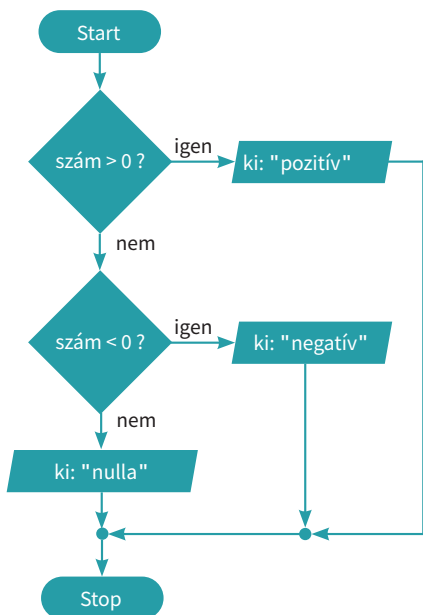 Start
szám > 0 ?
igen
ki: "pozitív"
nem
szám < 0 ?
igen
ki: "negatív"
nem
ki: "nulla"
Stop